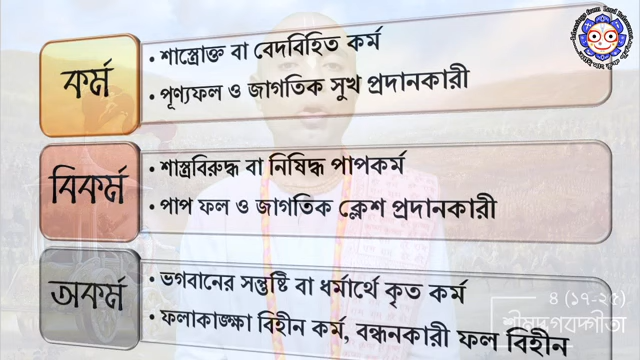 কর্ম
• শাস্ত্রোক্ত বা বেদবিহিত কর্ম
• পূণ্যফল ও জাগতিক সুখ প্রদানকারী
বিকর্ম
• শাস্ত্রবিরুদ্ধ বা নিষিদ্ধ পাপকর্ম
• পাপ ফল ও জাগতিক ক্লেশ প্রদানকারী
অকর্ম
• ভগবানের সন্তুষ্টি বা ধর্মার্থে কৃত কর্ম
• ফলাকাঙ্ক্ষা বিহীন কর্ম, বন্ধনকারী ফল বিহীন
৪ (১৭-২৫)
শ্রীমদ্ভগবদ্গীতা